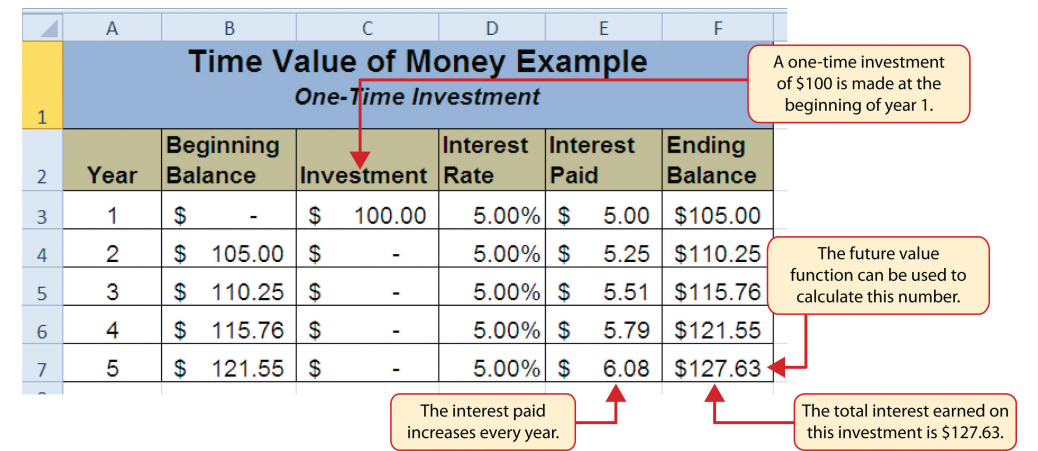 A B C D E F
1 Time Value of Money Example
One-Time Investment
A one-time investment
of $100 is made at the
beginning of year 1.
2 Year Beginning Balance Investment Interest Rate Interest Paid Ending Balance
3 1 $ - $ 100.00 5.00% $ 5.00 $105.00
4 2 $ 105.00 $ - 5.00% $ 5.25 $110.25
5 3 $ 110.25 $ - 5.00% $ 5.51 $115.76
6 4 $ 115.76 $ - 5.00% $ 5.79 $121.55
7 5 $ 121.55 $ - 5.00% $ 6.08 $127.63
The future value
function can be used to
calculate this number.
The interest paid
increases every year.
The total interest earned on
this investment is $127.63.